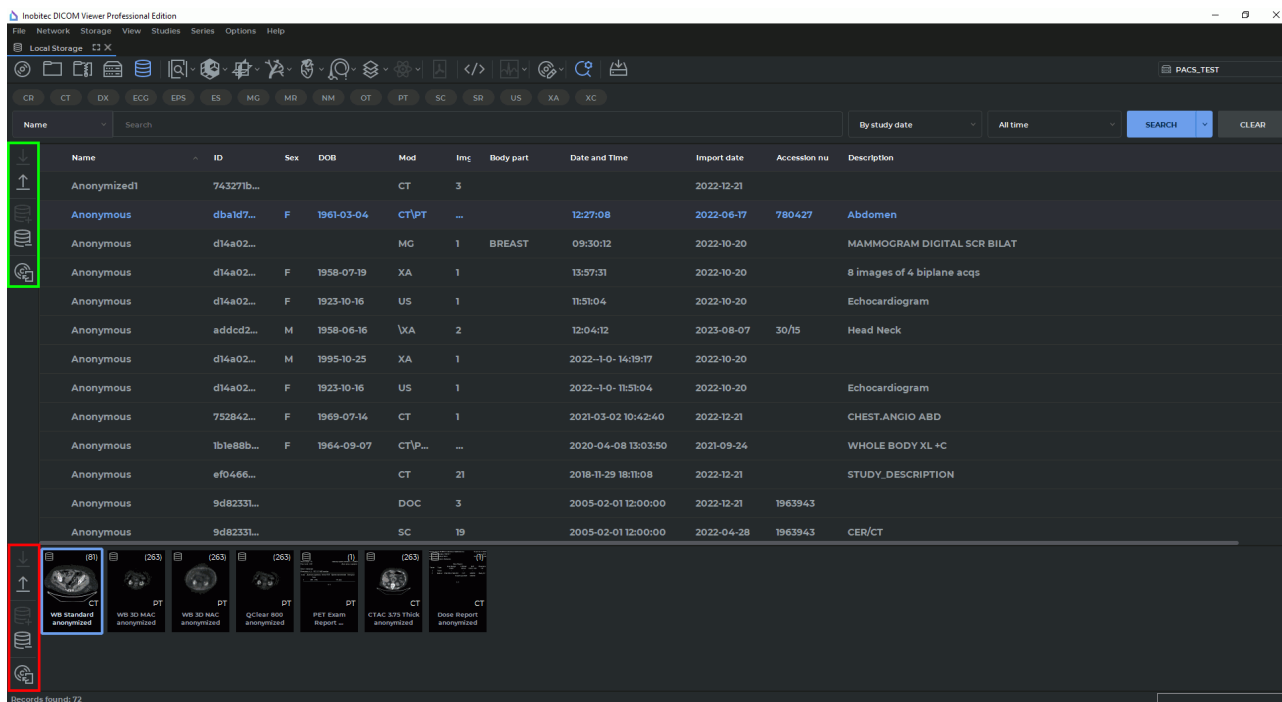 Inobitec DICOM Viewer Professional Edition
File Network Storage View Studies Series Options Help
Local Storage
PACS_TEST
CR CT DX ECG EPS ES MG MR NM OT PT SC SR US XA XC
Name Search By study date All time SEARCH CLEAR
Name ID Sex DOB Mod Img Body part Date and Time Import date Accession nu Description
Anonymized1 743271b... CT 3 2022-12-21
Anonymous dba1d7... F 1961-03-04 CT\PT ... 12:27:08 2022-06-17 780427 Abdomen
Anonymous d14a02... MG 1 BREAST 09:30:12 2022-10-20 MAMMOGRAM DIGITAL SCR BILAT
Anonymous d14a02... F 1958-07-19 XA 1 13:57:31 2022-10-20 8 images of 4 biplane acqs
Anonymous d14a02... F 1923-10-16 US 1 11:51:04 2022-10-20 Echocardiogram
Anonymous addcd2... M 1958-06-16 \XA 2 12:04:12 2023-08-07 30/15 Head Neck
Anonymous d14a02... M 1995-10-25 XA 1 2022--1-0- 14:19:17 2022-10-20
Anonymous d14a02... F 1923-10-16 US 1 2022--1-0- 11:51:04 2022-10-20 Echocardiogram
Anonymous 752842... F 1969-07-14 CT 1 2021-03-02 10:42:40 2022-12-21 CHEST.ANGIO ABD
Anonymous 1b1e88b... F 1964-09-07 CT\P... ... 2020-04-08 13:03:50 2021-09-24 WHOLE BODY XL +C
Anonymous ef0466... CT 21 2018-11-29 18:11:08 2022-12-21 STUDY_DESCRIPTION
Anonymous 9d82331... DOC 3 2005-02-01 12:00:00 2022-12-21 1963943
Anonymous 9d82331... SC 19 2005-02-01 12:00:00 2022-04-28 1963943 CER/CT
(81) (263) (263) (263) (1) (263) (1)
CT PT PT PT PT CT CT
WB Standard WB 3D MAC WB 3D NAC QClear 800 PET Exam CTAC 3.75 Thick Dose Report
anonymized anonymized anonymized anonymized Report ... anonymized anonymized
Records found: 72